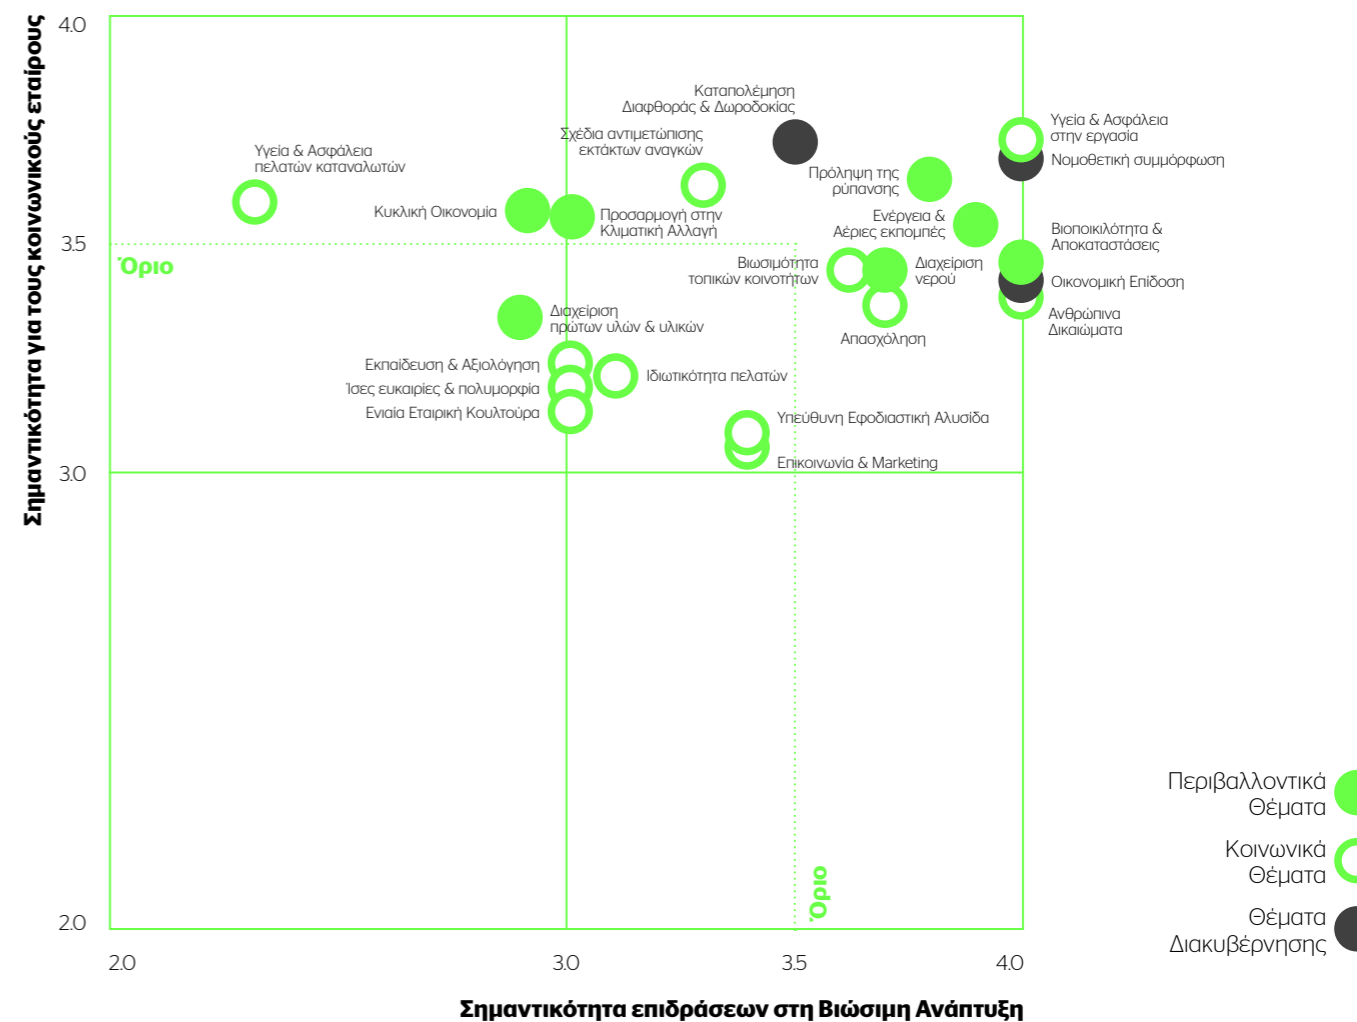 Σημαντικότητα για τους κοινωνικούς εταίρους
4.0
3.5
3.0
2.0
Καταπολέμηση
Διαφθοράς & Δωροδοκίας
Υγεία & Ασφάλεια
στην εργασία
Σχέδια αντιμετώπισης
εκτάκτων αναγκών
Νομοθετική συμμόρφωση
Υγεία & Ασφάλεια
πελατών καταναλωτών
Πρόληψη της
ρύπανσης
Κυκλική Οικονομία
Προσαρμογή στην
Κλιματική Αλλαγή
Ενέργεια &
Αέριες εκπομπές
Βιοποικιλότητα &
Αποκαταστάσεις
Όριο
Βιωσιμότητα
τοπικών κοινοτήτων
Διαχείριση
νερού
Οικονομική Επίδοση
Διαχείριση
πρώτων υλών & υλικών
Ανθρώπινα
Δικαιώματα
Απασχόληση
Εκπαίδευση & Αξιολόγηση
Ιδιωτικότητα πελατών
Ίσες ευκαιρίες & πολυμορφία
Ενιαία Εταιρική Κουλτούρα
Υπεύθυνη Εφοδιαστική Αλυσίδα
Επικοινωνία & Marketing
Όριο
Περιβαλλοντικά
Θέματα
Κοινωνικά
Θέματα
Θέματα
Διακυβέρνησης
2.0
3.0
3.5
4.0
Σημαντικότητα επιδράσεων στη Βιώσιμη Ανάπτυξη